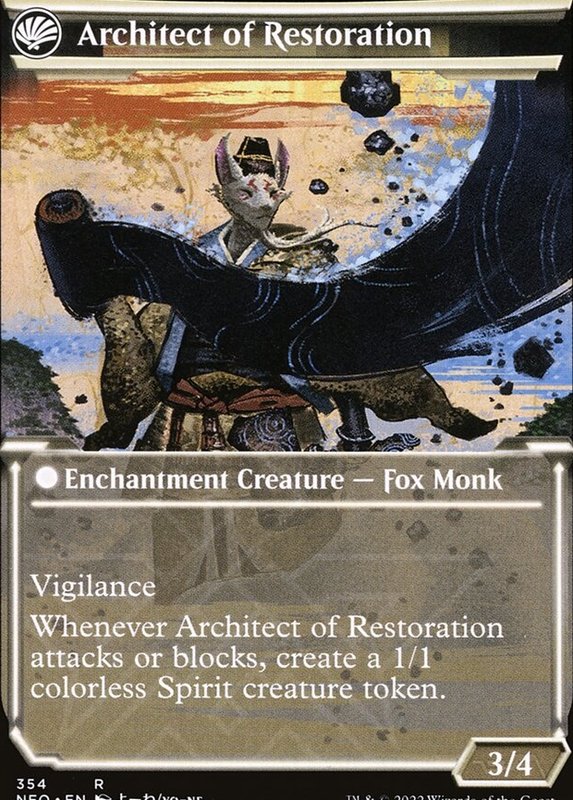 Architect of Restoration
Enchantment Creature — Fox Monk
Vigilance
Whenever Architect of Restoration
attacks or blocks, create a 1/1
colorless Spirit creature token.
3/4
354 R
NEO EN